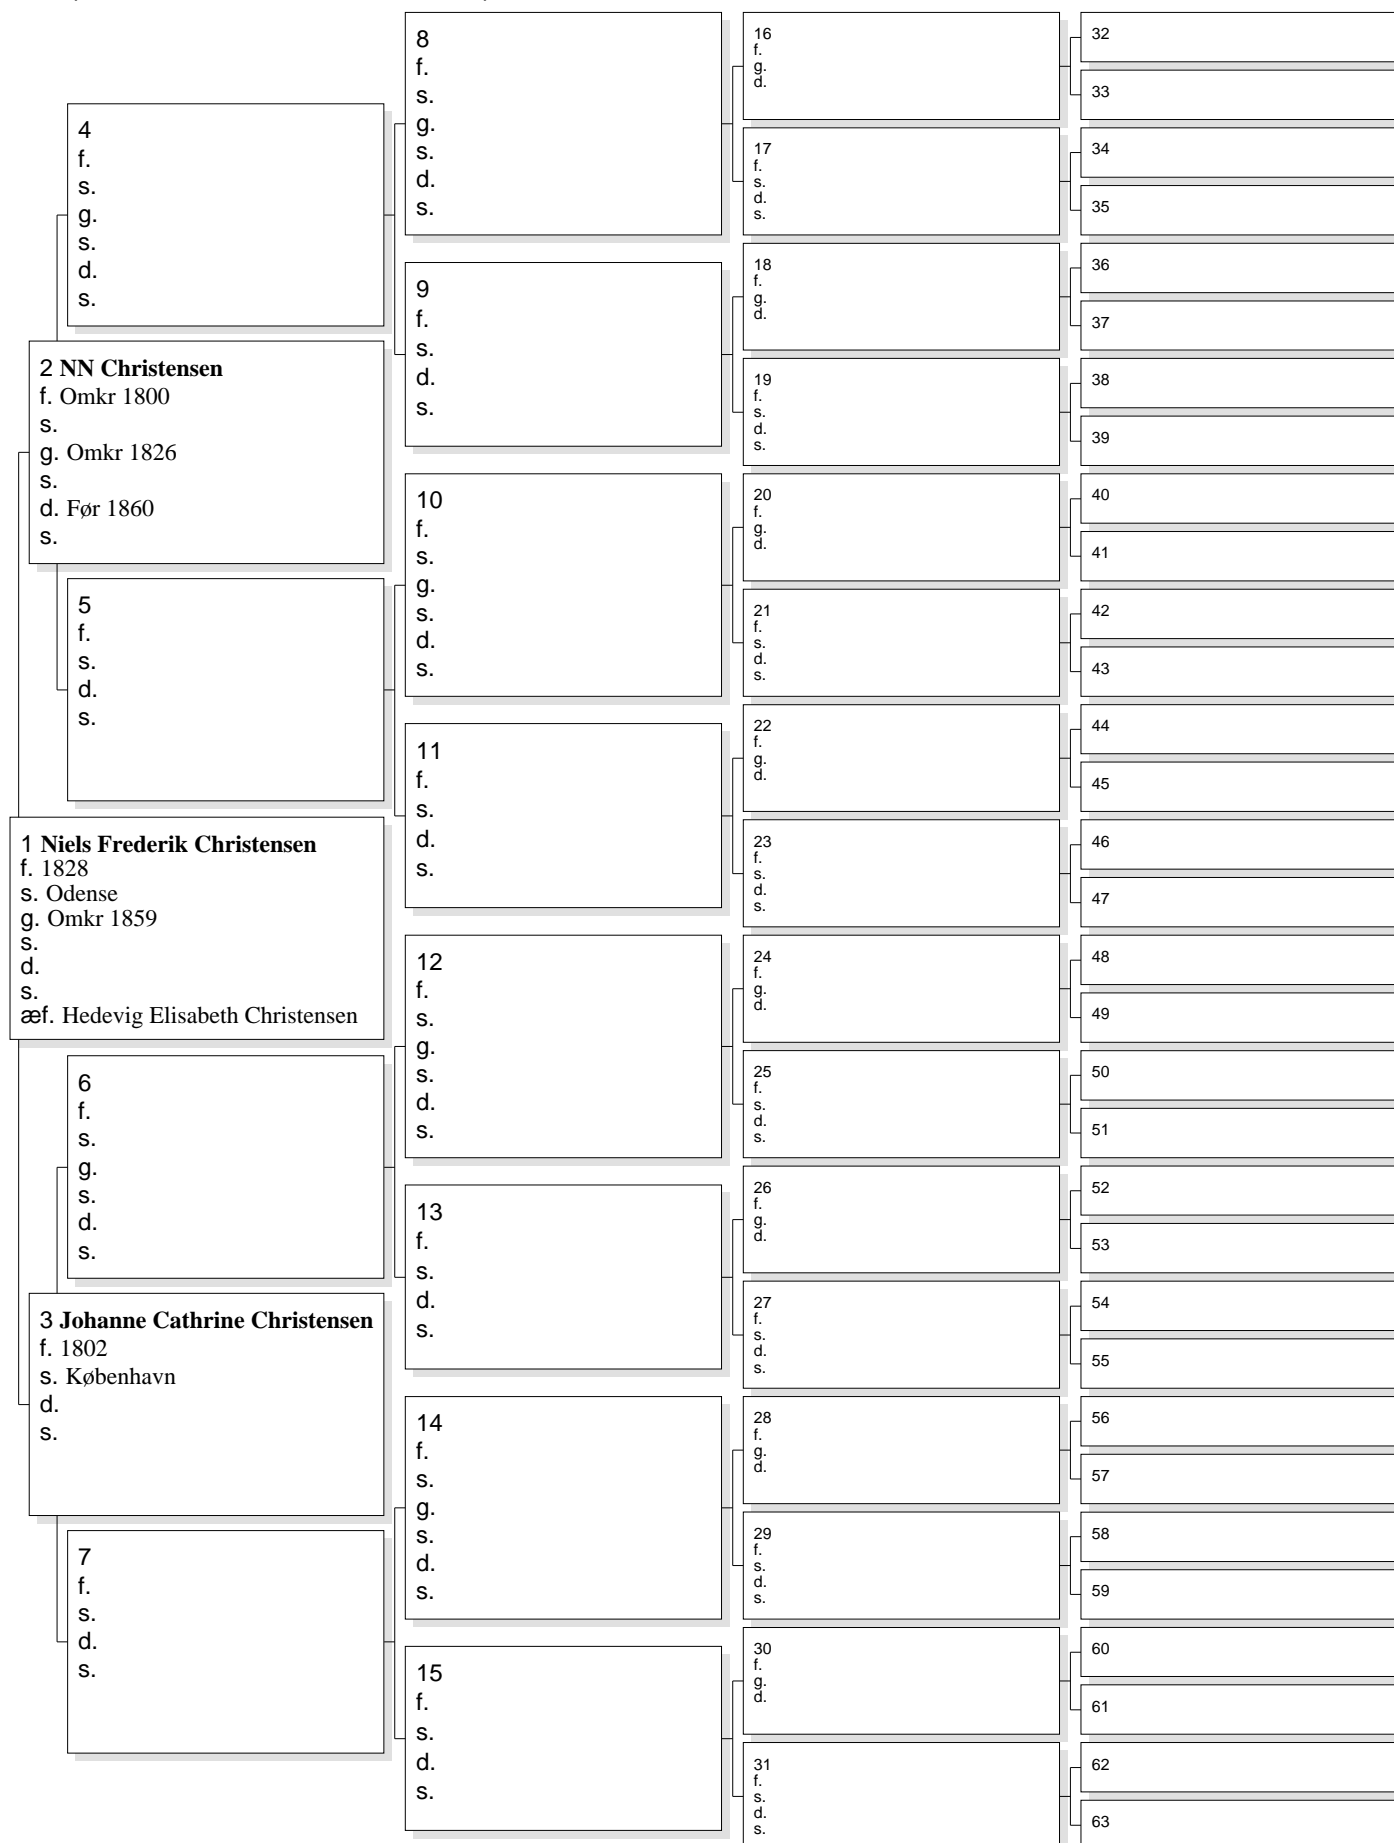 4
f.
s.
g.
s.
d.
s.
2 NN Christensen
f. Omkr 1800
s.
g. Omkr 1826
s.
d. Før 1860
s.
5
f.
s.
d.
s.
1 Niels Frederik Christensen
f. 1828
s. Odense
g. Omkr 1859
s.
d.
s.
æf. Hedevig Elisabeth Christensen
6
f.
s.
g.
s.
d.
s.
3 Johanne Cathrine Christensen
f. 1802
s. København
d.
s.
7
f.
s.
d.
s.
8
f.
s.
g.
s.
d.
s.
9
f.
s.
d.
s.
10
f.
s.
g.
s.
d.
s.
11
f.
s.
d.
s.
12
f.
s.
g.
s.
d.
s.
13
f.
s.
d.
s.
14
f.
s.
g.
s.
d.
s.
15
f.
s.
d.
s.
16
f.
g.
d.
17
f.
s.
d.
s.
18
f.
g.
d.
19
f.
s.
d.
s.
20
f.
g.
d.
21
f.
s.
d.
s.
22
f.
g.
d.
23
f.
s.
d.
s.
24
f.
g.
d.
25
f.
s.
d.
s.
26
f.
g.
d.
27
f.
s.
d.
s.
28
f.
g.
d.
29
f.
s.
d.
s.
30
f.
g.
d.
31
f.
s.
d.
s.
32
33
34
35
36
37
38
39
40
41
42
43
44
45
46
47
48
49
50
51
52
53
54
55
56
57
58
59
60
61
62
63